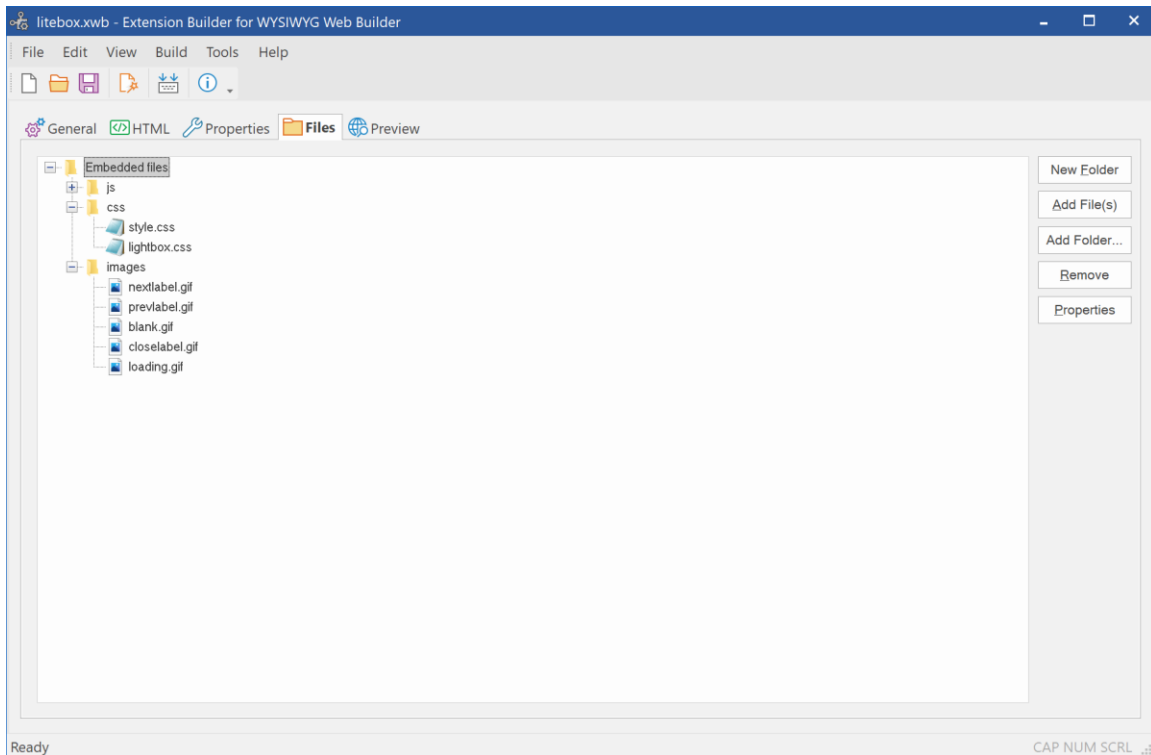 litebox.xwb - Extension Builder for WYSIWYG Web Builder
File Edit View Build Tools Help
General HTML Properties Files Preview
Embedded files
js
css
style.css
lightbox.css
images
nextlabel.gif
prevlabel.gif
blank.gif
closelabel.gif
loading.gif
New Folder
Add File(s)
Add Folder...
Remove
Properties
Ready CAP NUM SCRL